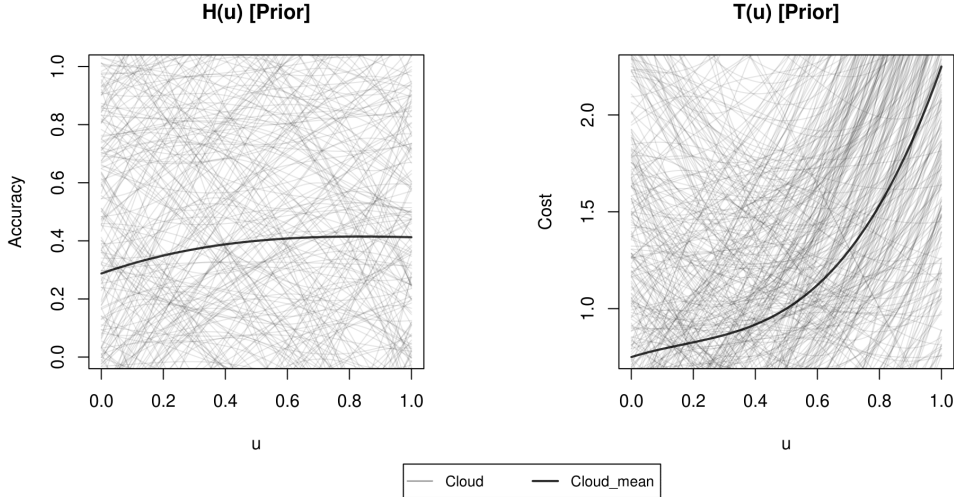 H(u) [Prior]
T(u) [Prior]
Accuracy
1.0
0.8
0.6
0.4
0.2
0.0
0.0 0.2 0.4 0.6 0.8 1.0
u
Cost
2.0
1.5
1.0
0.0 0.2 0.4 0.6 0.8 1.0
u
Cloud Cloud_mean